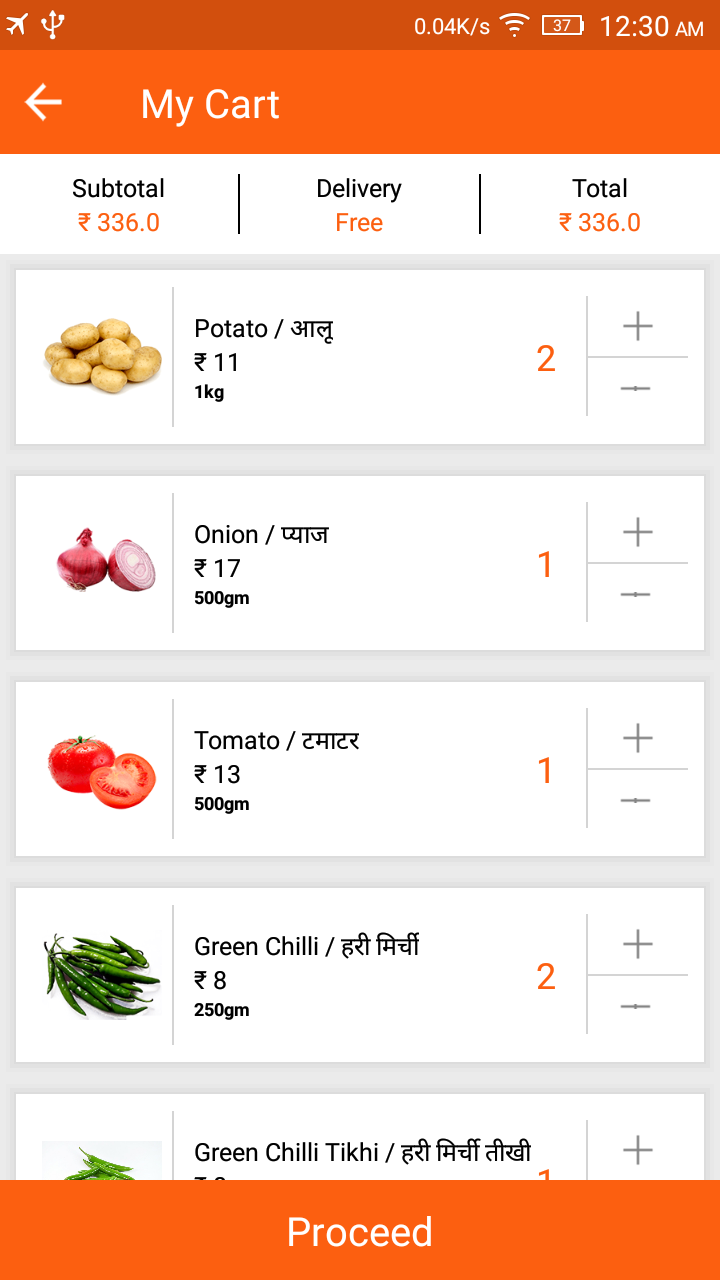 0.04K/s 37 12:30 AM
My Cart
Subtotal Delivery Total
₹ 336.0 Free ₹ 336.0
Potato / आलू
₹ 11
2
1kg
Onion / प्याज
₹ 17
1
500gm
Tomato / टमाटर
₹ 13
1
500gm
Green Chilli / हरी मिर्ची
₹ 8
2
250gm
Green Chilli Tikhi / हरी मिर्ची तीखी
Proceed